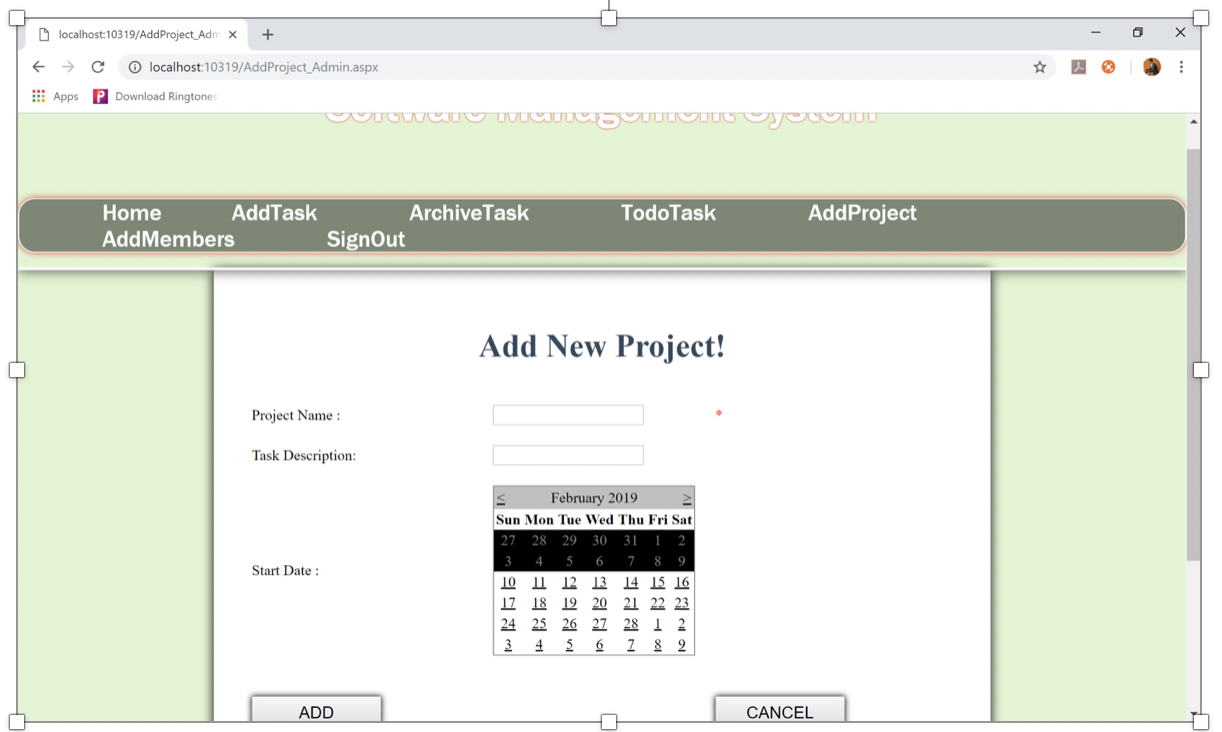 localhost:10319/AddProject_Adm
localhost:10319/AddProject_Admin.aspx
Apps Download Ringtones
Software Management System
Home AddTask ArchiveTask TodoTask AddProject
AddMembers SignOut
Add New Project!
Project Name : *
Task Description:
< February 2019 >
Sun Mon Tue Wed Thu Fri Sat
27 28 29 30 31 1 2
3 4 5 6 7 8 9
Start Date :
10 11 12 13 14 15 16
17 18 19 20 21 22 23
24 25 26 27 28 1 2
3 4 5 6 7 8 9
ADD CANCEL